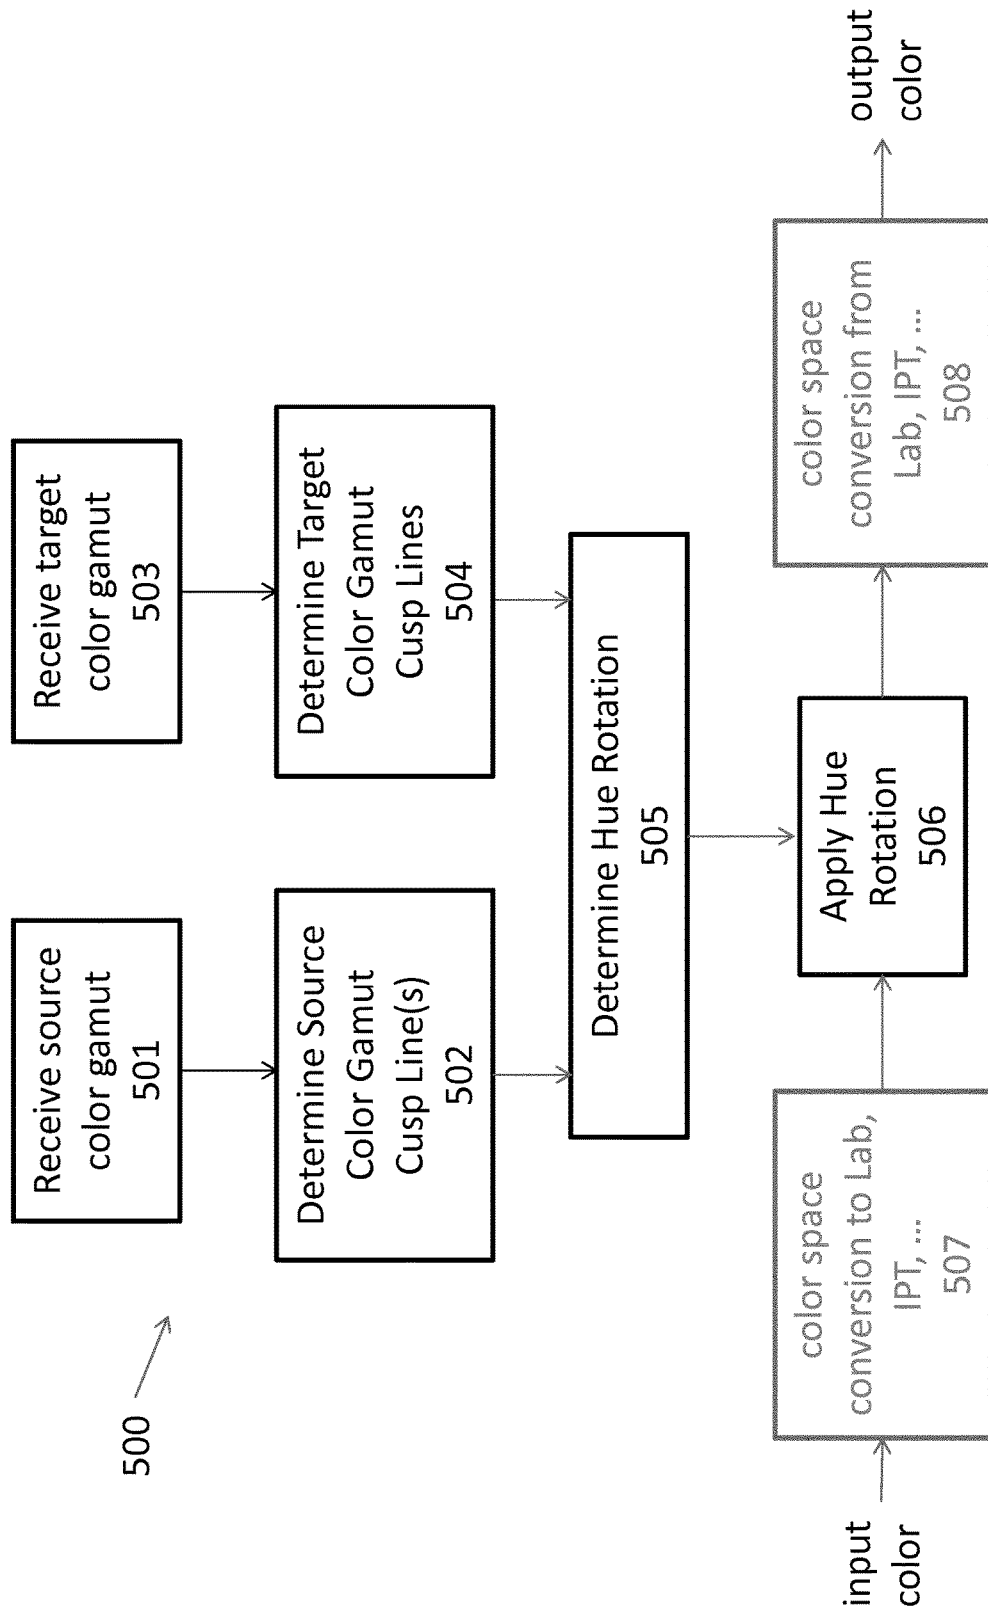 500
Receive source
color gamut
501
Receive target
color gamut
503
Determine Source
Color Gamut
Cusp Line(s)
502
Determine Target
Color Gamut
Cusp Lines
504
Determine Hue Rotation
505
input
color
color space
conversion to Lab,
IPT, ...
507
Apply Hue
Rotation
506
color space
conversion from
Lab, IPT, ...
508
output
color